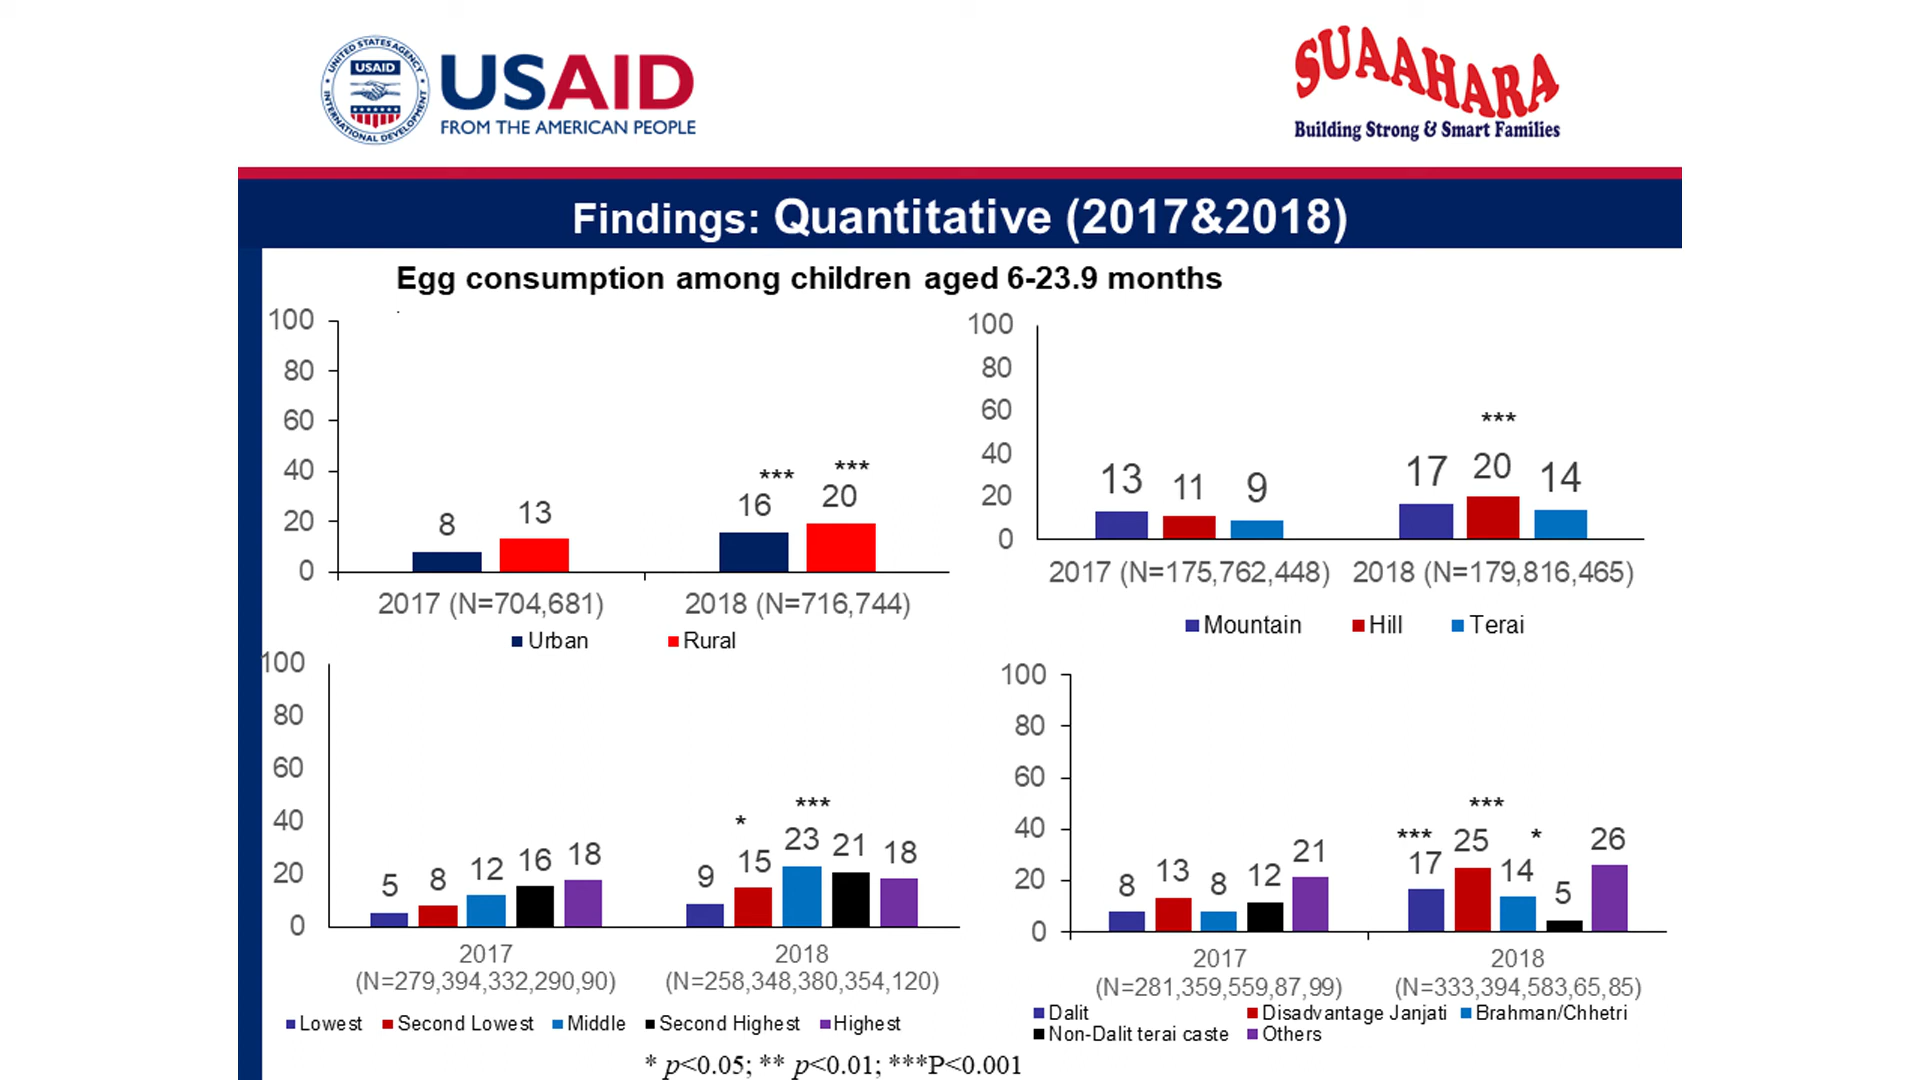 UNITED STATES AGENCY
INTERNATIONAL DEVELOPMENT
USAID
USAID
FROM THE AMERICAN PEOPLE
SUAAHARA
Building Strong & Smart Families
Findings: Quantitative (2017&2018)
Egg consumption among children aged 6-23.9 months
.
100
80
60
40
20
0
8
13
16
***
20
***
2017 (N=704,681)
2018 (N=716,744)
Urban
Rural
100
80
60
40
20
0
13
11
9
17
***
20
14
2017 (N=175,762,448)
2018 (N=179,816,465)
Mountain
Hill
Terai
100
80
60
40
20
0
5
8
12
16
18
9
*
15
***
23
21
18
2017
(N=279,394,332,290,90)
2018
(N=258,348,380,354,120)
Lowest
Second Lowest
Middle
Second Highest
Highest
100
80
60
40
20
0
8
13
8
12
21
***
17
***
25
*
14
5
26
2017
(N=281,359,559,87,99)
2018
(N=333,394,583,65,85)
Dalit
Disadvantage Janjati
Brahman/Chhetri
Non-Dalit terai caste
Others
* p<0.05; ** p<0.01; ***P<0.001